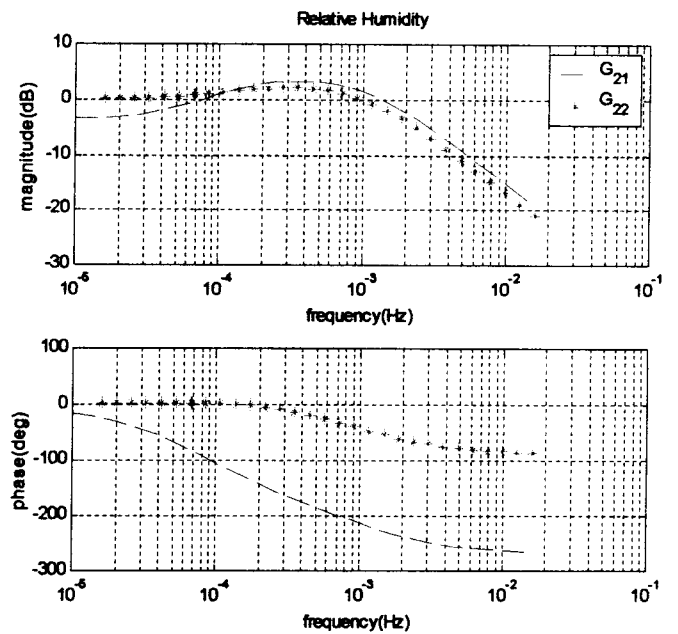 Relative Humidity
10
0
-10
-20
-30
magnitude(dB)
G21
G22
10^-5
10^-4
10^-3
10^-2
10^-1
frequency(Hz)
100
0
-100
-200
-300
phase(deg)
10^-5
10^-4
10^-3
10^-2
10^-1
frequency(Hz)